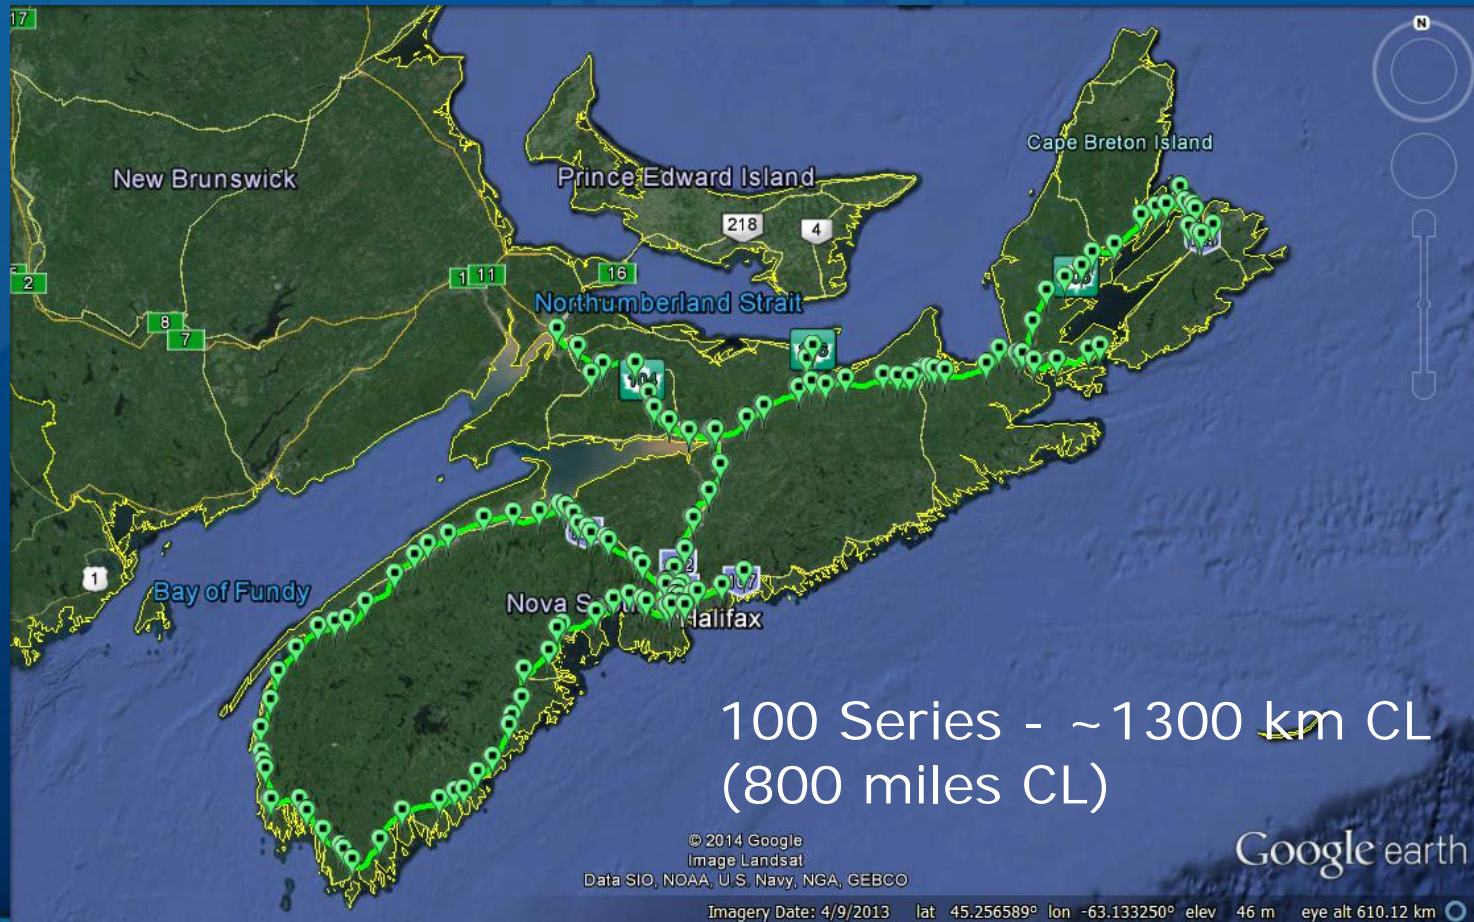 17
N
Cape Breton Island
New Brunswick
Prince Edward Island
218
4
2
1 11
16
Northumberland Strait
8
7
104
1
Bay of Fundy
Nova
107
Halifax
100 Series - ~1300 km CL
(800 miles CL)
© 2014 Google
Image Landsat
Data SIO, NOAA, U.S. Navy, NGA, GEBCO
Google earth
Imagery Date: 4/9/2013 lat 45.256589° lon -63.133250° elev 46 m eye alt 610.12 km